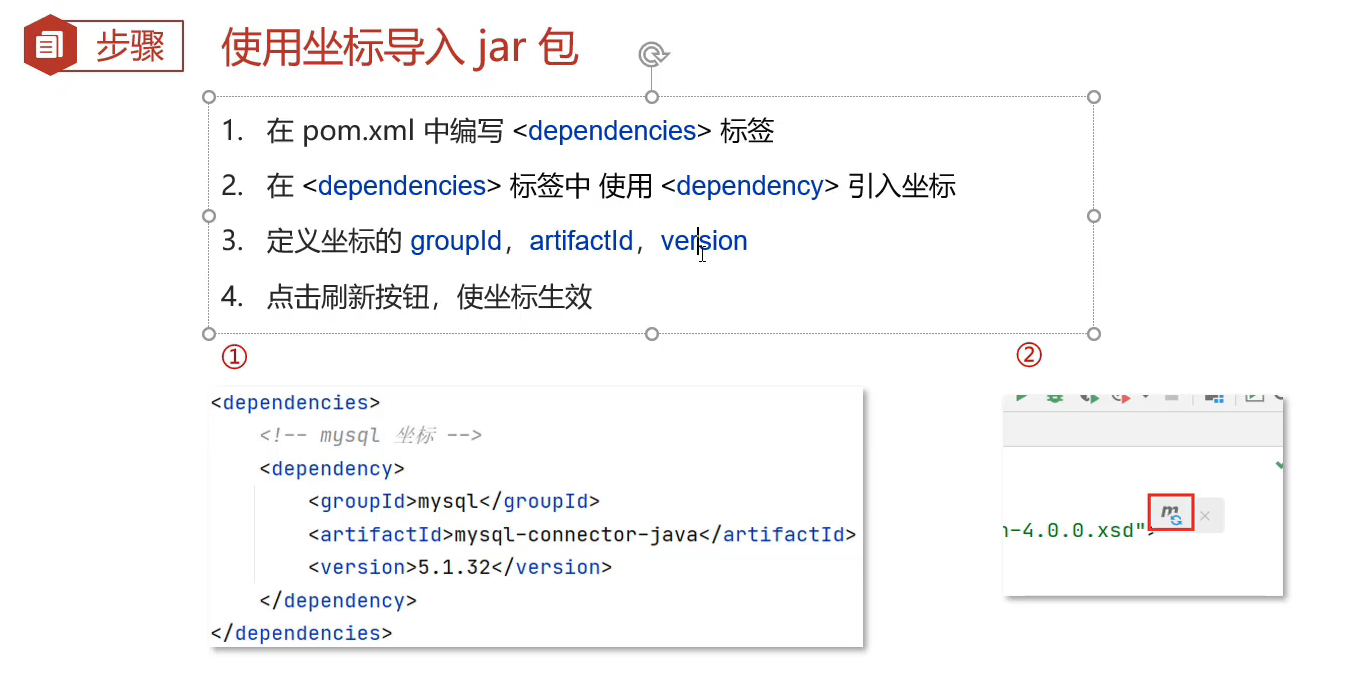 步骤
使用坐标导入 jar 包
1. 在 pom.xml 中编写 <dependencies> 标签
2. 在 <dependencies> 标签中 使用 <dependency> 引入坐标
3. 定义坐标的 groupId，artifactId，version
4. 点击刷新按钮，使坐标生效
①
<dependencies>
<!-- mysql 坐标 -->
<dependency>
<groupId>mysql</groupId>
<artifactId>mysql-connector-java</artifactId>
<version>5.1.32</version>
</dependency>
</dependencies>
②
m
-4.0.0.xsd">